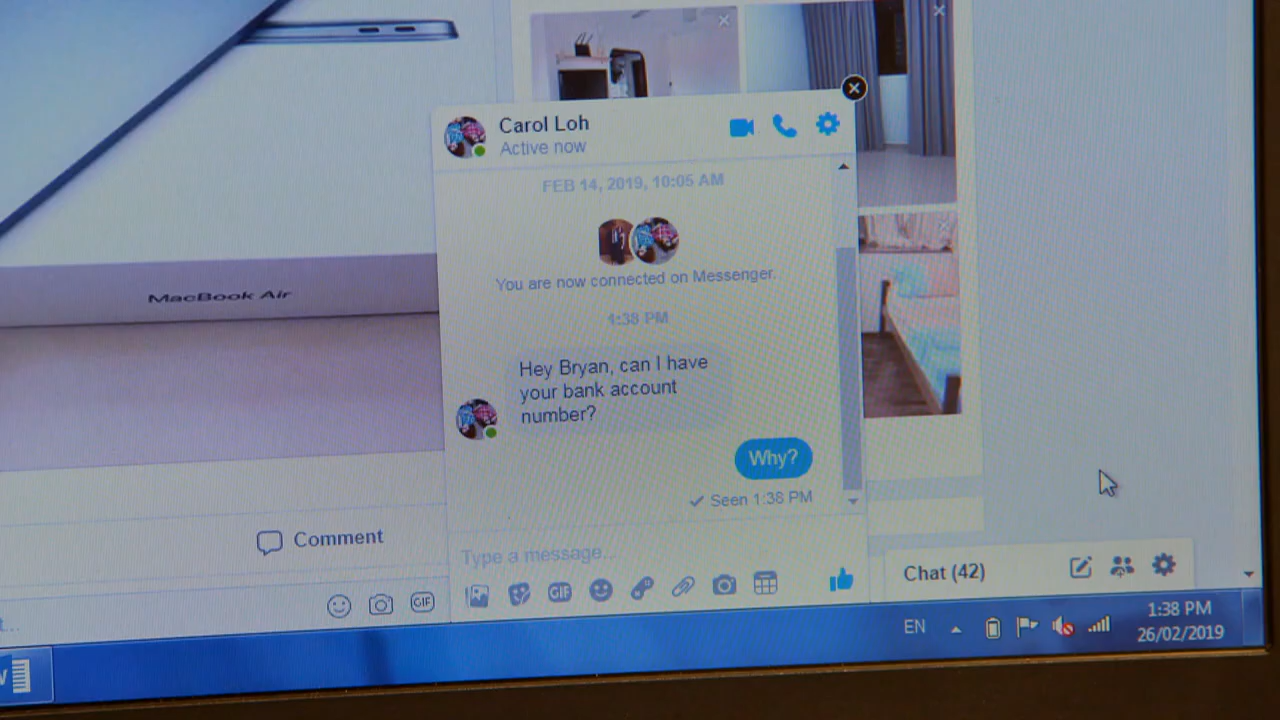 MacBook Air
Carol Loh
Active now
FEB 14, 2019, 10:05 AM
You are now connected on Messenger.
1:38 PM
Hey Bryan, can I have
your bank account
number?
Why?
Seen 1:38 PM
Type a message...
GIF
Comment
GIF
Chat (42)
EN
1:38 PM
26/02/2019
W